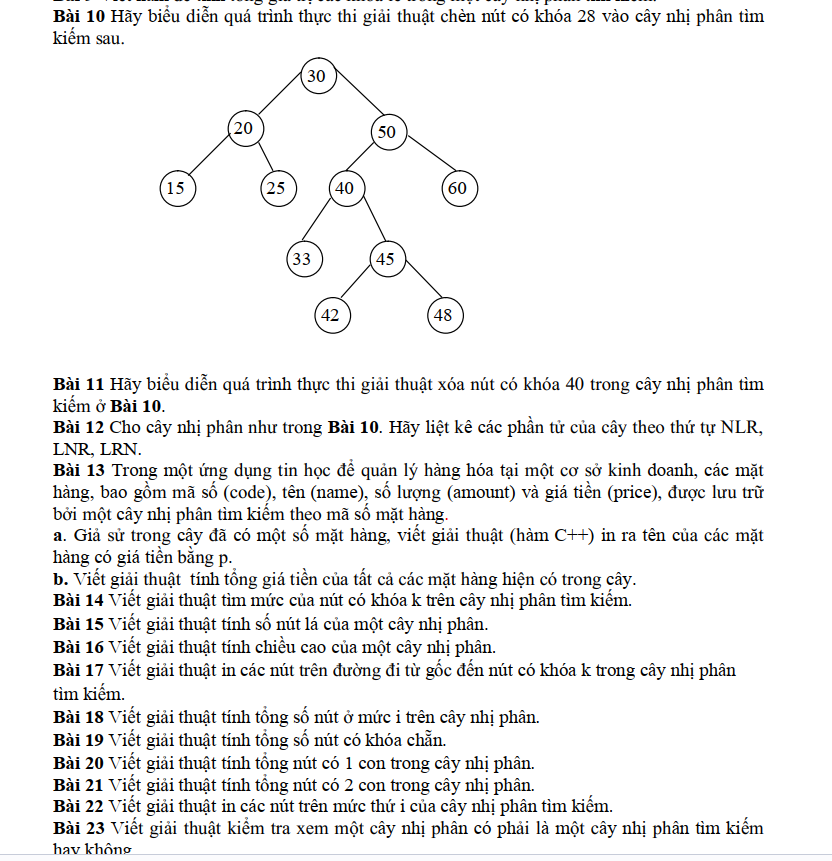 Bài 10 Hãy biểu diễn quá trình thực thi giải thuật chèn nút có khóa 28 vào cây nhị phân tìm
kiếm sau.
30
20
50
15
25
40
60
33
45
42
48
Bài 11 Hãy biểu diễn quá trình thực thi giải thuật xóa nút có khóa 40 trong cây nhị phân tìm
kiếm ở Bài 10.
Bài 12 Cho cây nhị phân như trong Bài 10. Hãy liệt kê các phần tử của cây theo thứ tự NLR,
LNR, LRN.
Bài 13 Trong một ứng dụng tin học để quản lý hàng hóa tại một cơ sở kinh doanh, các mặt
hàng, bao gồm mã số (code), tên (name), số lượng (amount) và giá tiền (price), được lưu trữ
bởi một cây nhị phân tìm kiếm theo mã số mặt hàng.
a. Giả sử trong cây đã có một số mặt hàng, viết giải thuật (hàm C++) in ra tên của các mặt
hàng có giá tiền bằng p.
b. Viết giải thuật tính tổng giá tiền của tất cả các mặt hàng hiện có trong cây.
Bài 14 Viết giải thuật tìm mức của nút có khóa k trên cây nhị phân tìm kiếm.
Bài 15 Viết giải thuật tính số nút lá của một cây nhị phân.
Bài 16 Viết giải thuật tính chiều cao của một cây nhị phân.
Bài 17 Viết giải thuật in các nút trên đường đi từ gốc đến nút có khóa k trong cây nhị phân
tìm kiếm.
Bài 18 Viết giải thuật tính tổng số nút ở mức i trên cây nhị phân.
Bài 19 Viết giải thuật tính tổng số nút có khóa chẵn.
Bài 20 Viết giải thuật tính tổng nút có 1 con trong cây nhị phân.
Bài 21 Viết giải thuật tính tổng nút có 2 con trong cây nhị phân.
Bài 22 Viết giải thuật in các nút trên mức thứ i của cây nhị phân tìm kiếm.
Bài 23 Viết giải thuật kiểm tra xem một cây nhị phân có phải là một cây nhị phân tìm kiếm
hay không